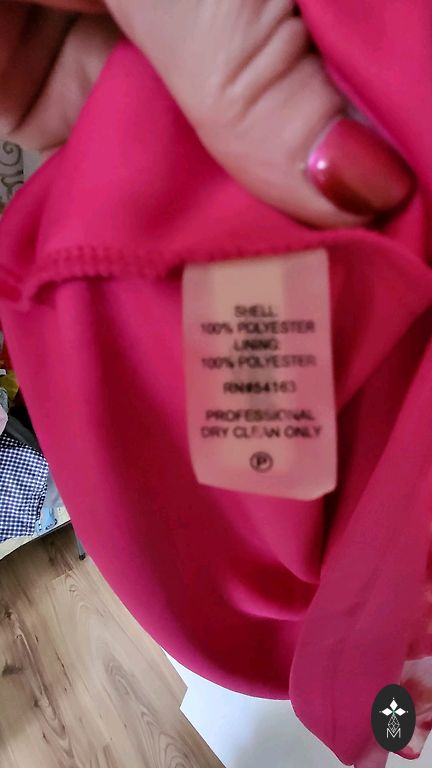 SHELL
100% POLYESTER
LINING:
100% POLYESTER
RN#54163
PROFESSIONAL
DRY CLEAN ONLY
P
M